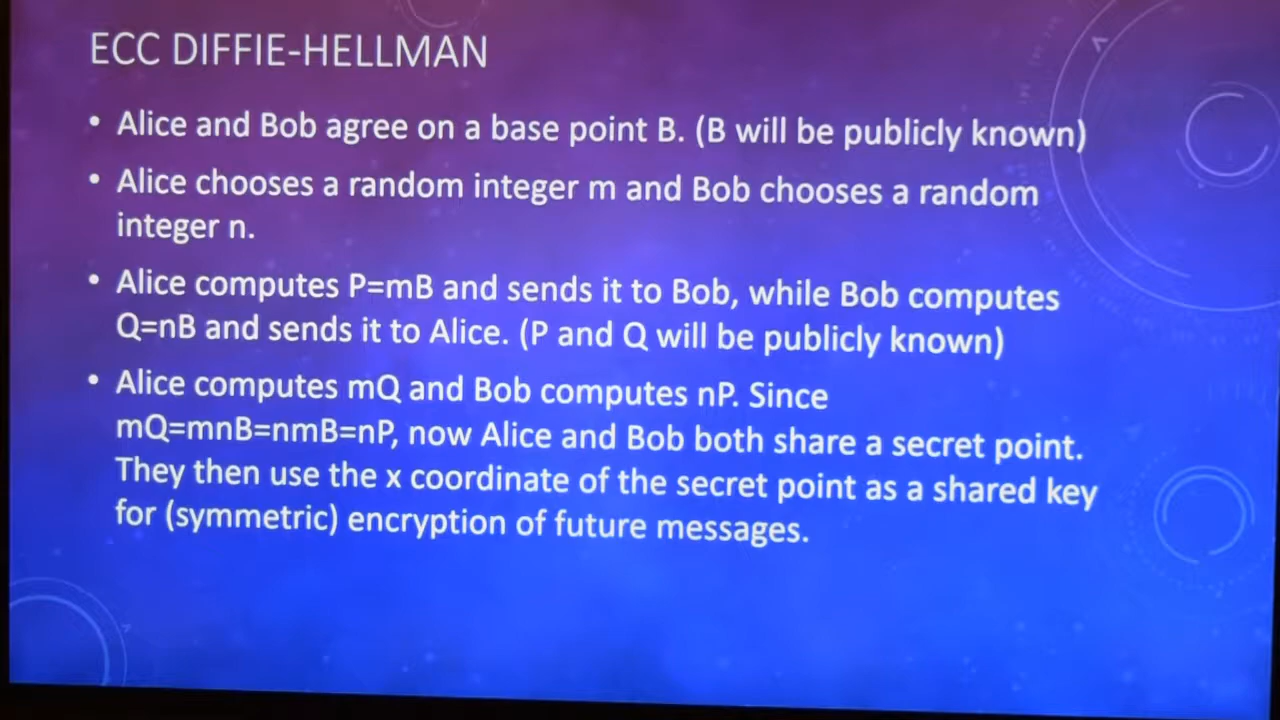 ECC DIFFIE-HELLMAN
• Alice and Bob agree on a base point B. (B will be publicly known)
• Alice chooses a random integer m and Bob chooses a random
integer n.
• Alice computes P=mB and sends it to Bob, while Bob computes
Q=nB and sends it to Alice. (P and Q will be publicly known)
• Alice computes mQ and Bob computes nP. Since
mQ=mnB=nmB=nP, now Alice and Bob both share a secret point.
They then use the x coordinate of the secret point as a shared key
for (symmetric) encryption of future messages.